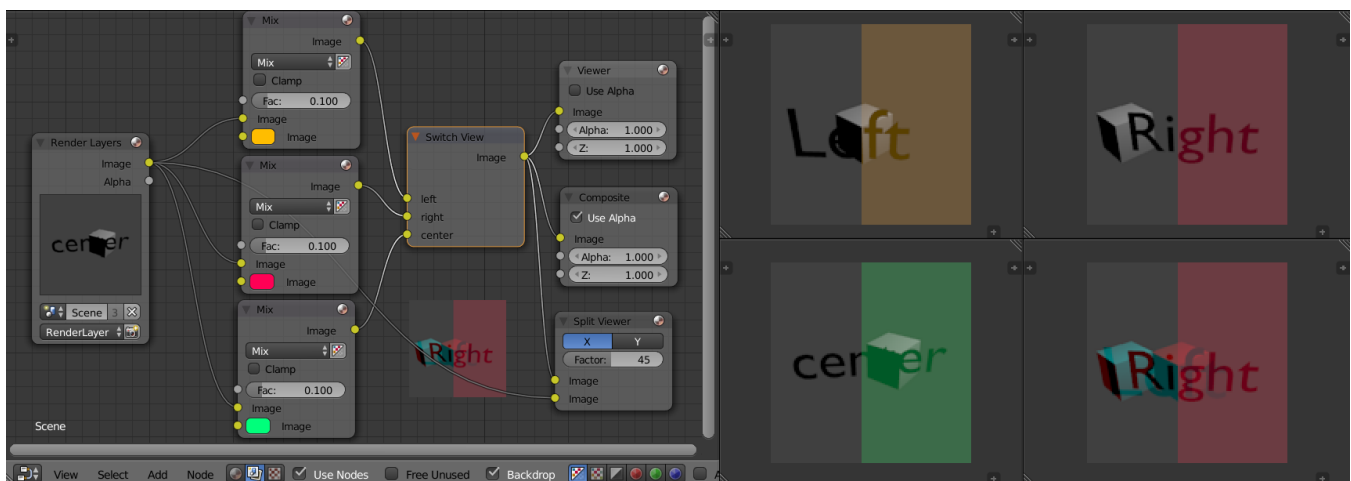 Render Layers
Image
Alpha
center
Scene 3
RenderLayer
Mix
Image
Mix
Clamp
Fac: 0.100
Image
Image
Mix
Image
Mix
Clamp
Fac: 0.100
Image
Image
Mix
Image
Mix
Clamp
Fac: 0.100
Image
Image
Switch View
Image
left
right
center
Right
Viewer
Use Alpha
Image
Alpha: 1.000
Z: 1.000
Composite
Use Alpha
Image
Alpha: 1.000
Z: 1.000
Split Viewer
X Y
Factor: 45
Image
Image
Scene
View Select Add Node Use Nodes Free Unused Backdrop
Left
Right
center
Right